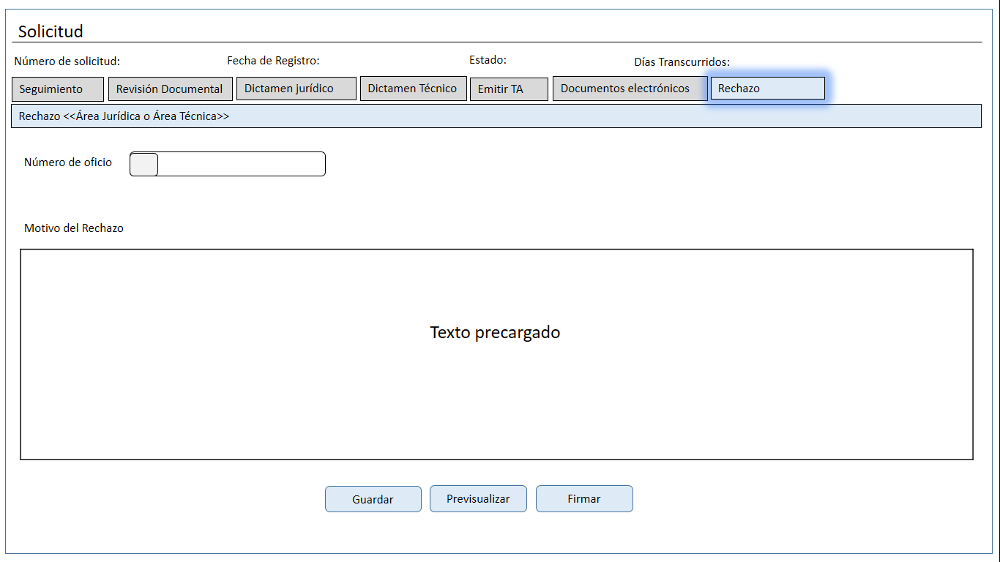 Solicitud
Número de solicitud: Fecha de Registro: Estado: Días Transcurridos:
Seguimiento Revisión Documental Dictamen jurídico Dictamen Técnico Emitir TA Documentos electrónicos Rechazo
Rechazo <<Área Jurídica o Área Técnica>>
Número de oficio
Motivo del Rechazo
Texto precargado
Guardar Previsualizar Firmar